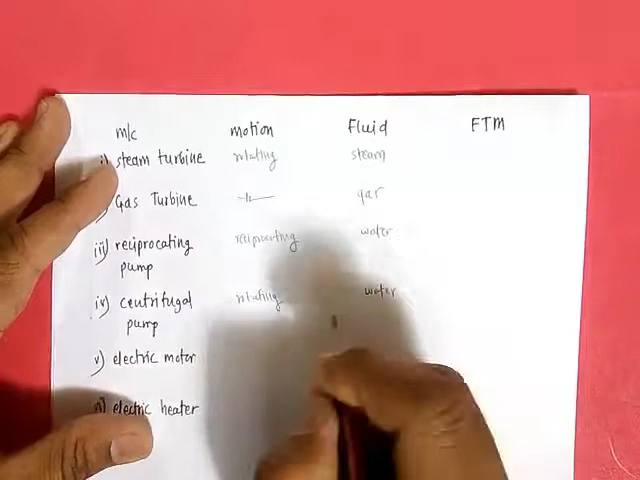 m/c motion Fluid FTM
i) steam turbine rotating steam
Gas Turbine -||- gas
iii) reciprocating reciprocating water
pump
iv) centrifugal rotating water
pump
v) electric motor
vi) electric heater